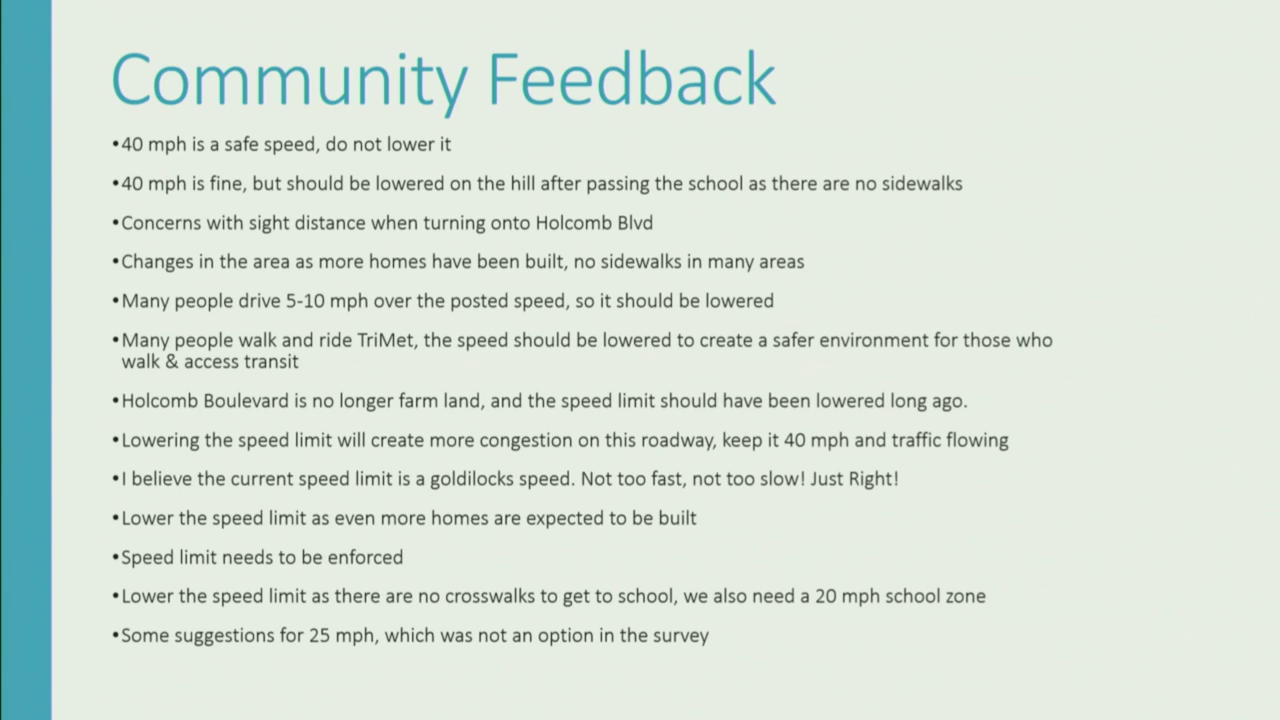 Community Feedback
•40 mph is a safe speed, do not lower it
•40 mph is fine, but should be lowered on the hill after passing the school as there are no sidewalks
•Concerns with sight distance when turning onto Holcomb Blvd
•Changes in the area as more homes have been built, no sidewalks in many areas
•Many people drive 5-10 mph over the posted speed, so it should be lowered
•Many people walk and ride TriMet, the speed should be lowered to create a safer environment for those who
walk & access transit
•Holcomb Boulevard is no longer farm land, and the speed limit should have been lowered long ago.
•Lowering the speed limit will create more congestion on this roadway, keep it 40 mph and traffic flowing
•I believe the current speed limit is a goldilocks speed. Not too fast, not too slow! Just Right!
•Lower the speed limit as even more homes are expected to be built
•Speed limit needs to be enforced
•Lower the speed limit as there are no crosswalks to get to school, we also need a 20 mph school zone
•Some suggestions for 25 mph, which was not an option in the survey